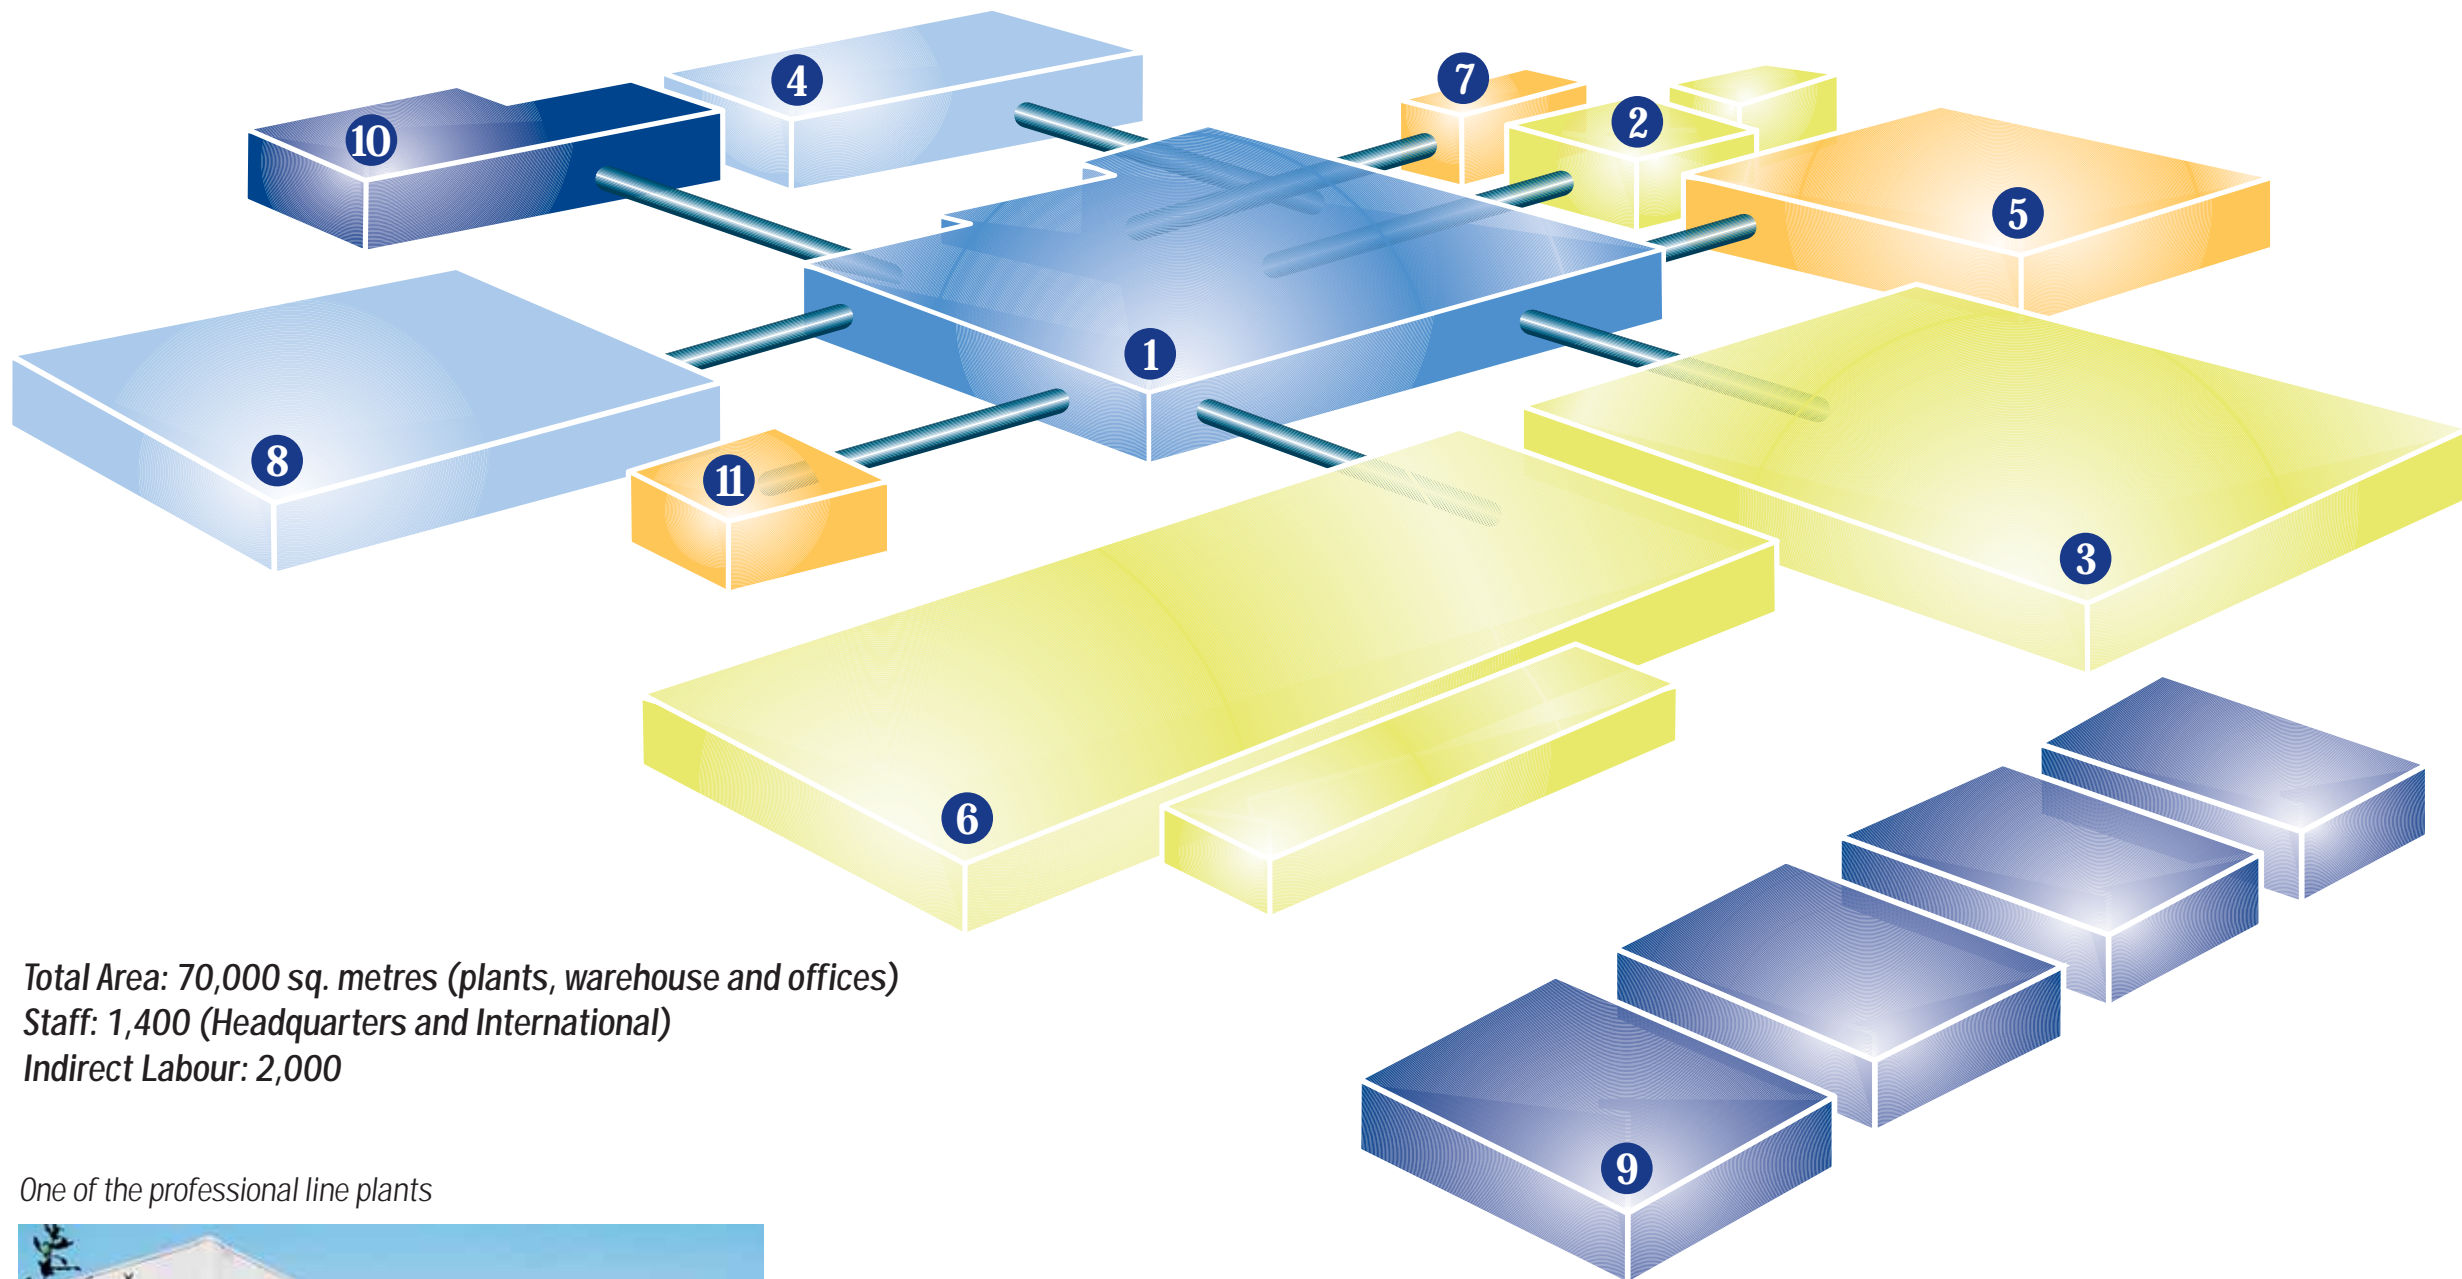 4
7
2
10
5
1
8
11
3
6
Total Area: 70,000 sq. metres (plants, warehouse and offices)
Staff: 1,400 (Headquarters and International)
Indirect Labour: 2,000
9
One of the professional line plants